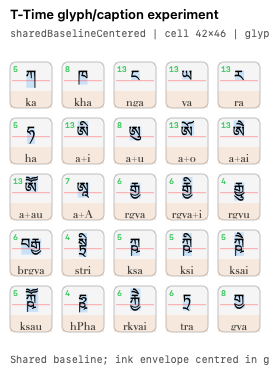 T-Time glyph/caption experiment
sharedBaselineCentered | cell 42×46 | glyp
5 8 13 13 13
ཀ ཁ ང ཡ ར
ka kha nga ya ra
5 13 8 13 13
ཧ ཨི ཨུ ཨོ ཨཻ
ha a+i a+u a+o a+ai
13 7 6 6 4
ཨཽ ཨཱ རྒྱ རྒྱི རྒྱུ
a+au a+A rgya rgya+i rgyu
6 4 5 5 5
བརྒྱ སྟྲི ཀྵ ཀྵི ཀྵཻ
brgya stri ksa ksi ksai
5 4 5 6 8
ཀྵཽ ཧྥ རྐྱཻ ཏྲ གྱ
ksau hPha rkyai tra gya
Shared baseline; ink envelope centred in g